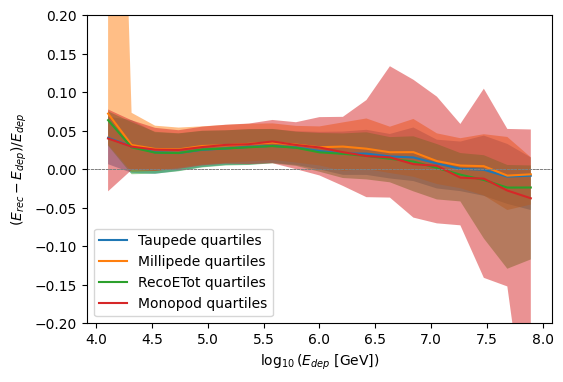 0.20
0.15
0.10
0.05
0.00
−0.05
−0.10
−0.15
−0.20
(E_rec − E_dep)/E_dep
Taupede quartiles
Millipede quartiles
RecoETot quartiles
Monopod quartiles
4.0 4.5 5.0 5.5 6.0 6.5 7.0 7.5 8.0
log10 (E_dep [GeV])